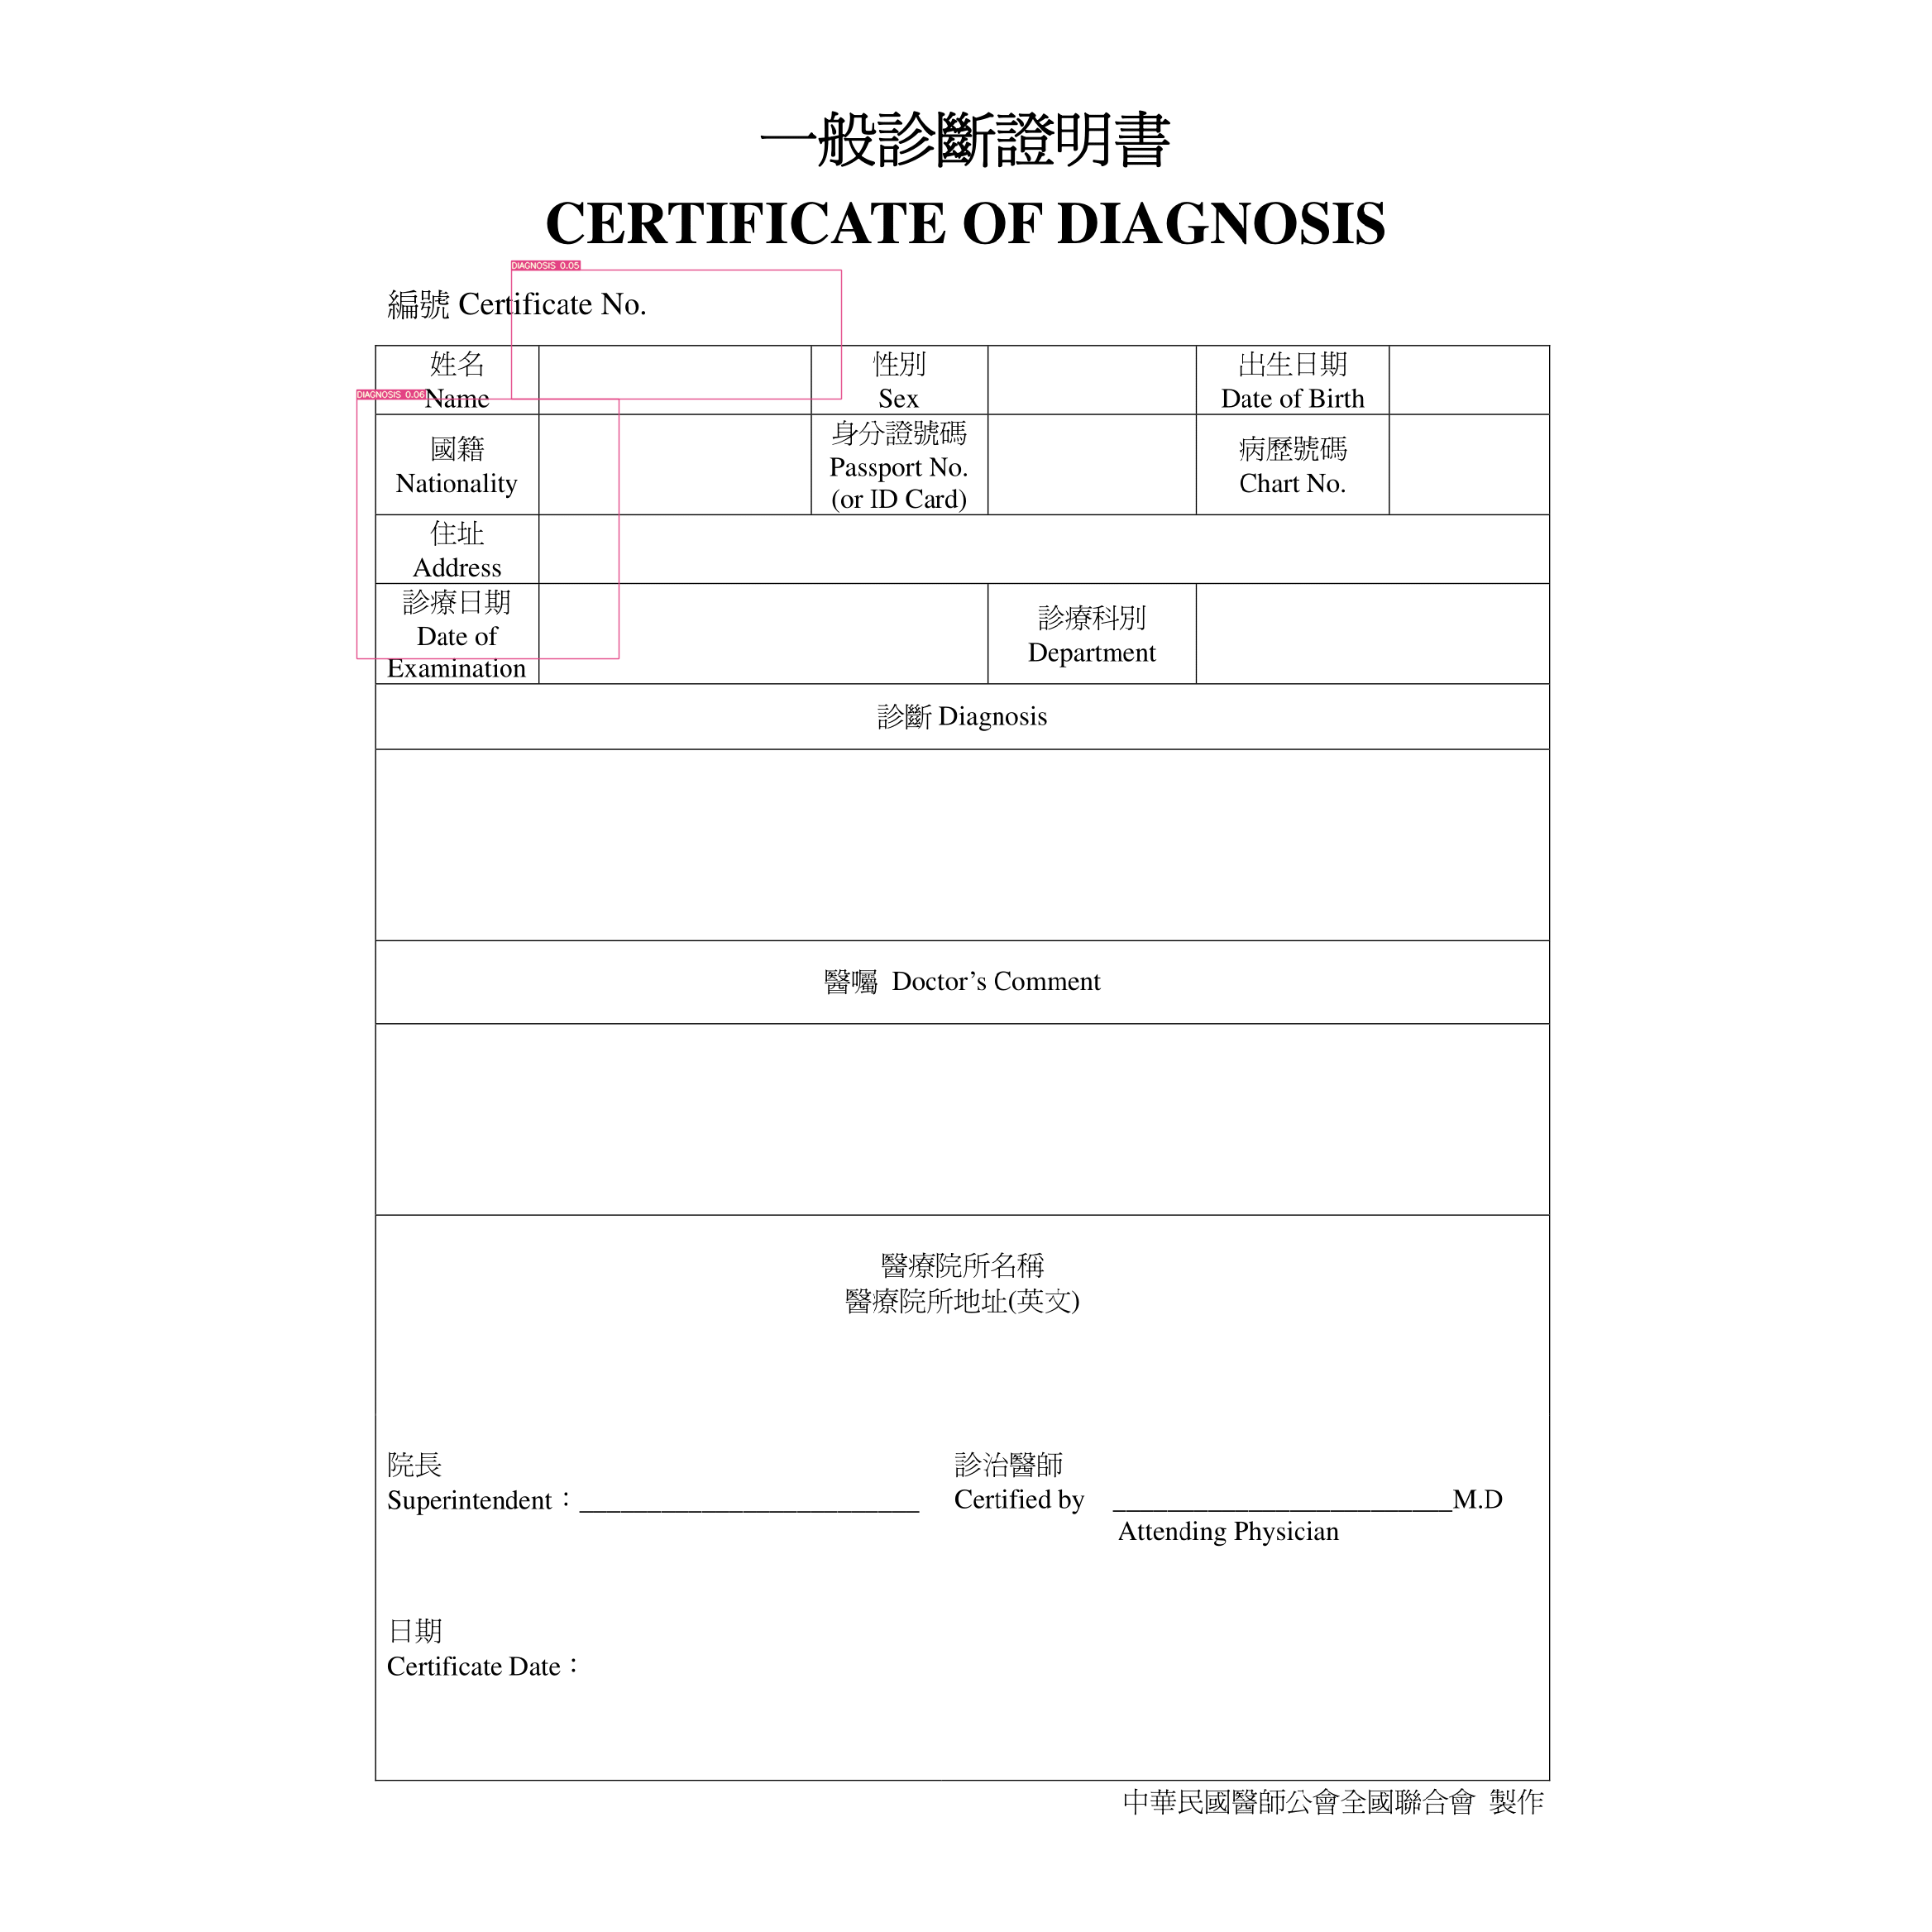 一般診斷證明書
CERTIFICATE OF DIAGNOSIS
DIAGNOSIS 0.05
編號 Certificate No.
姓名
Name
性別
Sex
出生日期
Date of Birth
DIAGNOSIS 0.06
國籍
Nationality
身分證號碼
Passport No.
(or ID Card)
病歷號碼
Chart No.
住址
Address
診療日期
Date of
Examination
診療科別
Department
診斷 Diagnosis
醫囑 Doctor’s Comment
醫療院所名稱
醫療院所地址(英文)
院長
Superintendent：_________________________
診治醫師
Certified by _________________________M.D
Attending Physician
日期
Certificate Date：
中華民國醫師公會全國聯合會 製作